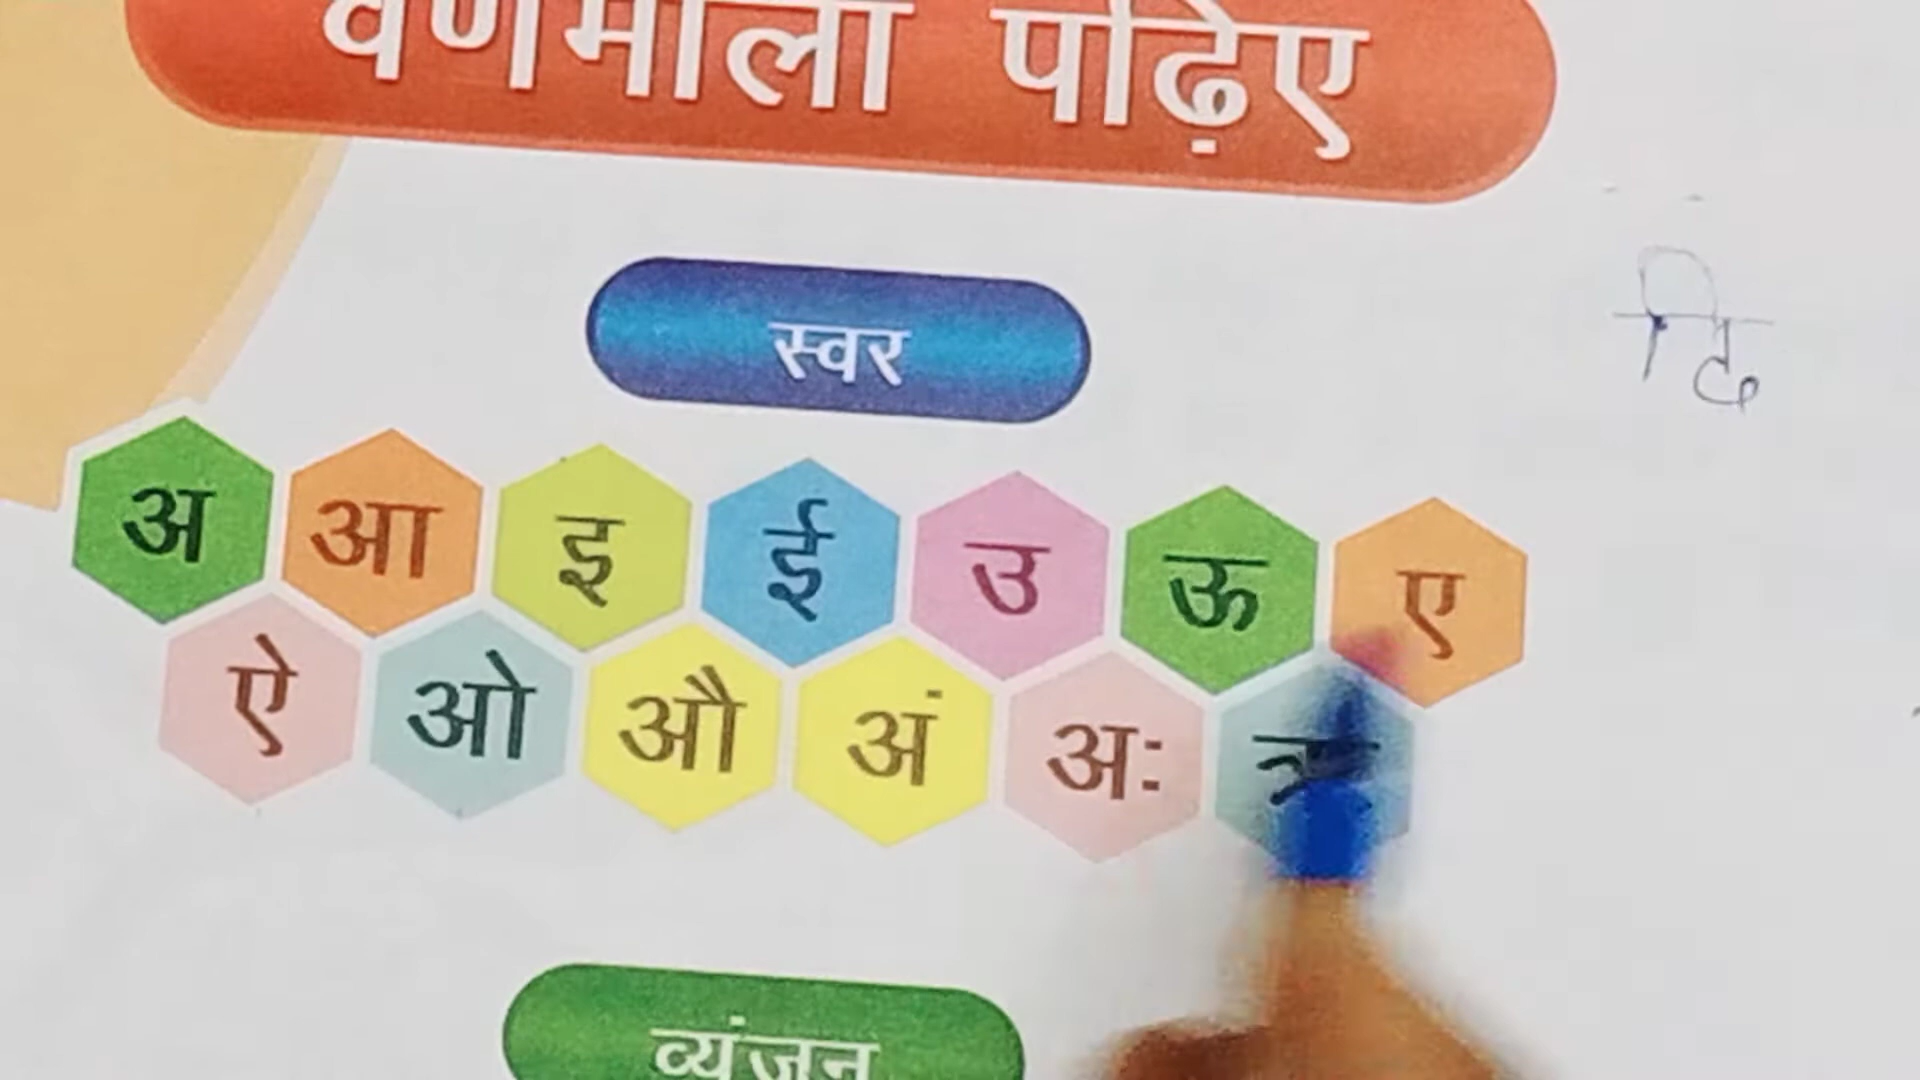 वर्णमाला पढ़िए
स्वर
अ आ इ ई उ ऊ ए
ऐ ओ औ अं अः
व्यंजन